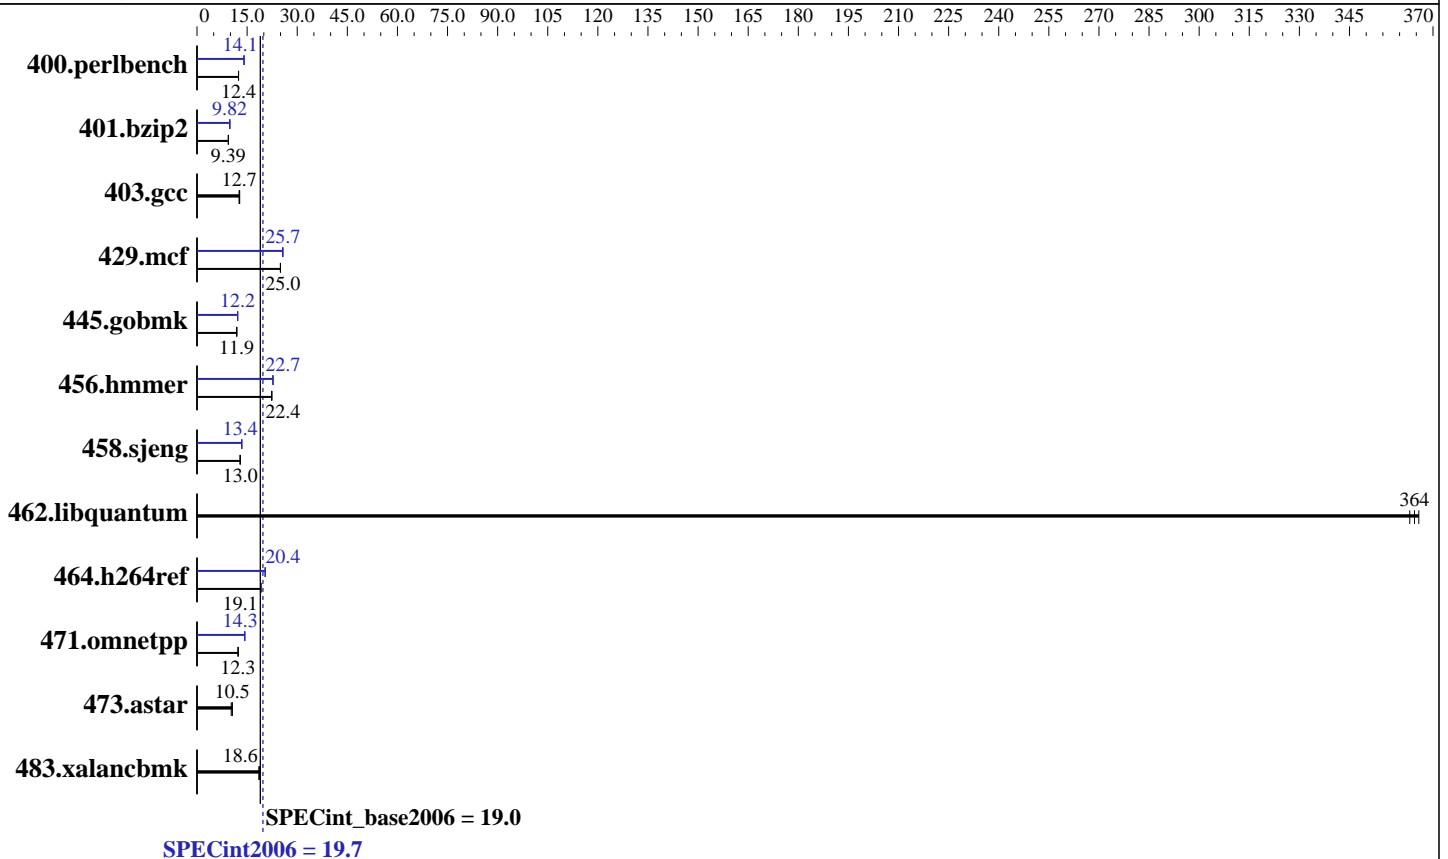 0 15.0 30.0 45.0 60.0 75.0 90.0 105 120 135 150 165 180 195 210 225 240 255 270 285 300 315 330 345 370
400.perlbench 14.1
12.4
401.bzip2 9.82
9.39
403.gcc 12.7
429.mcf 25.7
25.0
445.gobmk 12.2
11.9
456.hmmer 22.7
22.4
458.sjeng 13.4
13.0
462.libquantum 364
464.h264ref 20.4
19.1
471.omnetpp 14.3
12.3
473.astar 10.5
483.xalancbmk 18.6
SPECint_base2006 = 19.0
SPECint2006 = 19.7